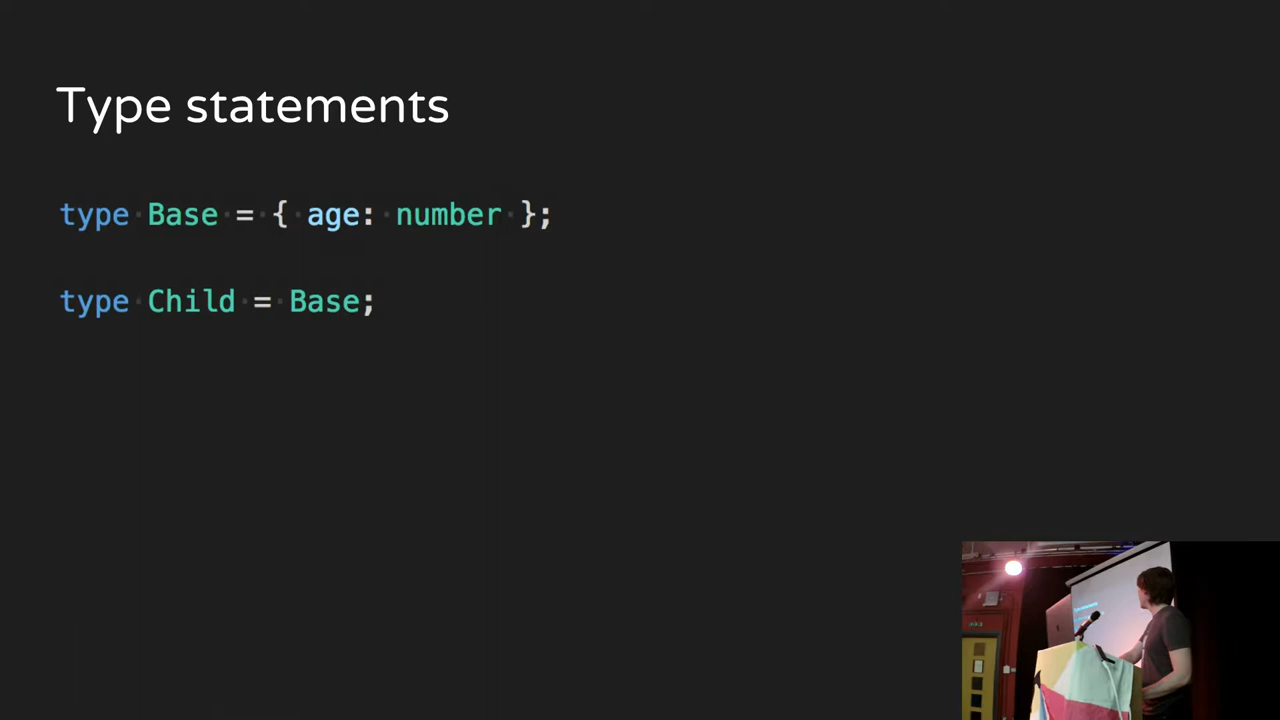 Type statements
type Base = { age: number };
type Child = Base;